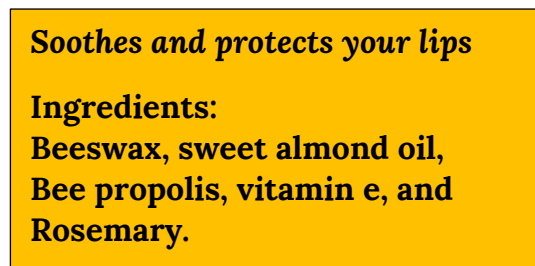 Soothes and protects your lips
Ingredients:
Beeswax, sweet almond oil,
Bee propolis, vitamin e, and
Rosemary.